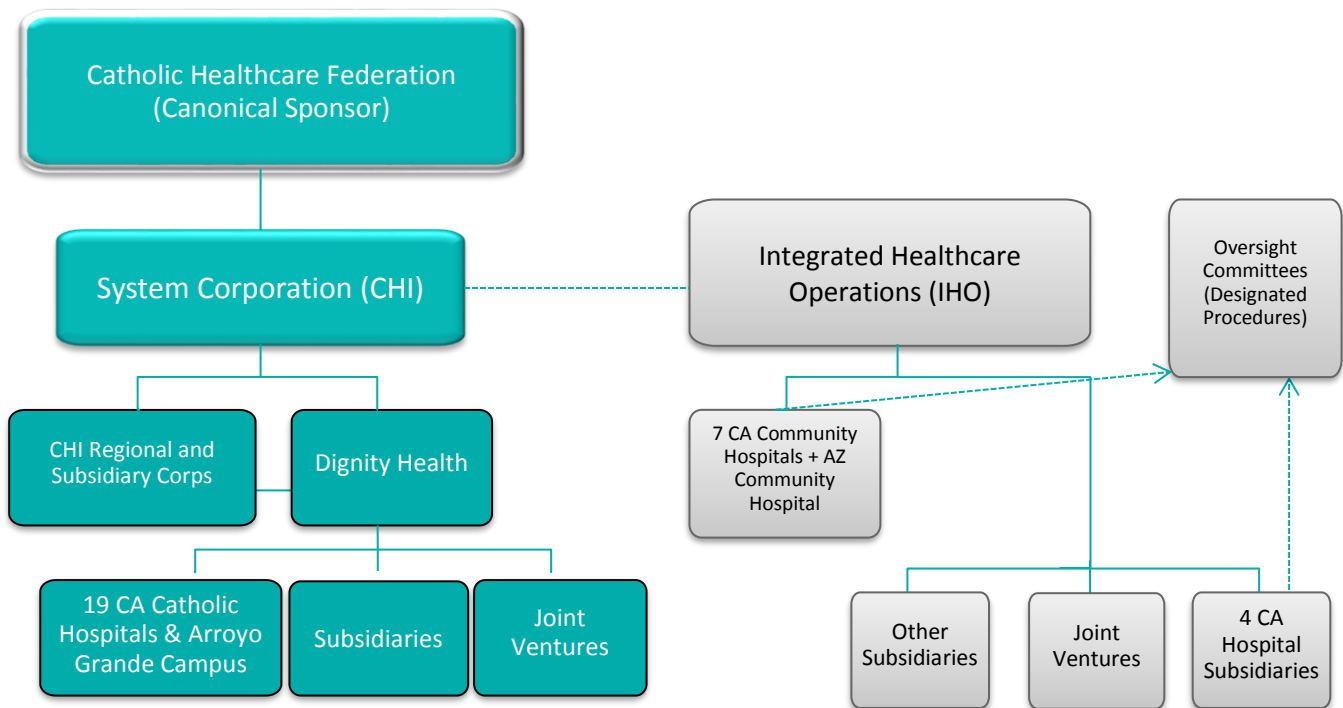 Catholic Healthcare Federation
(Canonical Sponsor)
System Corporation (CHI)
Integrated Healthcare
Operations (IHO)
Oversight
Committees
(Designated
Procedures)
CHI Regional and
Subsidiary Corps
Dignity Health
7 CA Community
Hospitals + AZ
Community
Hospital
19 CA Catholic
Hospitals & Arroyo
Grande Campus
Subsidiaries
Joint
Ventures
Other
Subsidiaries
Joint
Ventures
4 CA
Hospital
Subsidiaries